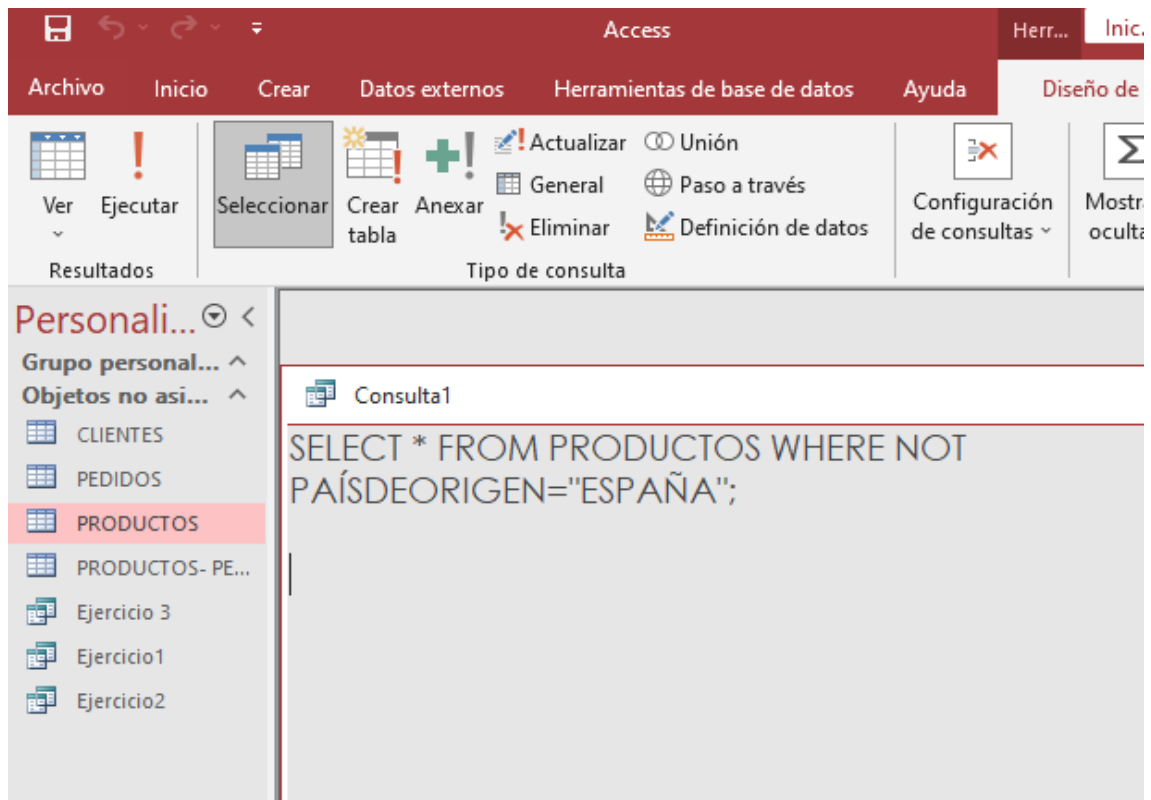 Access
Herr...
Inic.
Archivo Inicio Crear Datos externos Herramientas de base de datos Ayuda Diseño de
Ver
Ejecutar
Resultados
Seleccionar
Crear
tabla
Anexar
Actualizar
General
Eliminar
Unión
Paso a través
Definición de datos
Tipo de consulta
Configuración
de consultas
Mostr
oculta
Personali...
Grupo personal...
Objetos no asi...
CLIENTES
PEDIDOS
PRODUCTOS
PRODUCTOS- PE...
Ejercicio 3
Ejercicio1
Ejercicio2
Consulta1
SELECT * FROM PRODUCTOS WHERE NOT
PAÍSDEORIGEN="ESPAÑA";